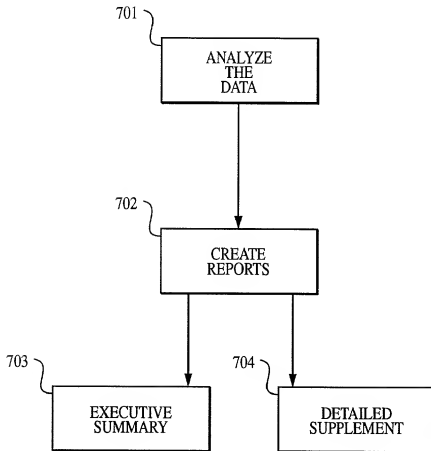 701
ANALYZE
THE
DATA
702
CREATE
REPORTS
703
EXECUTIVE
SUMMARY
704
DETAILED
SUPPLEMENT